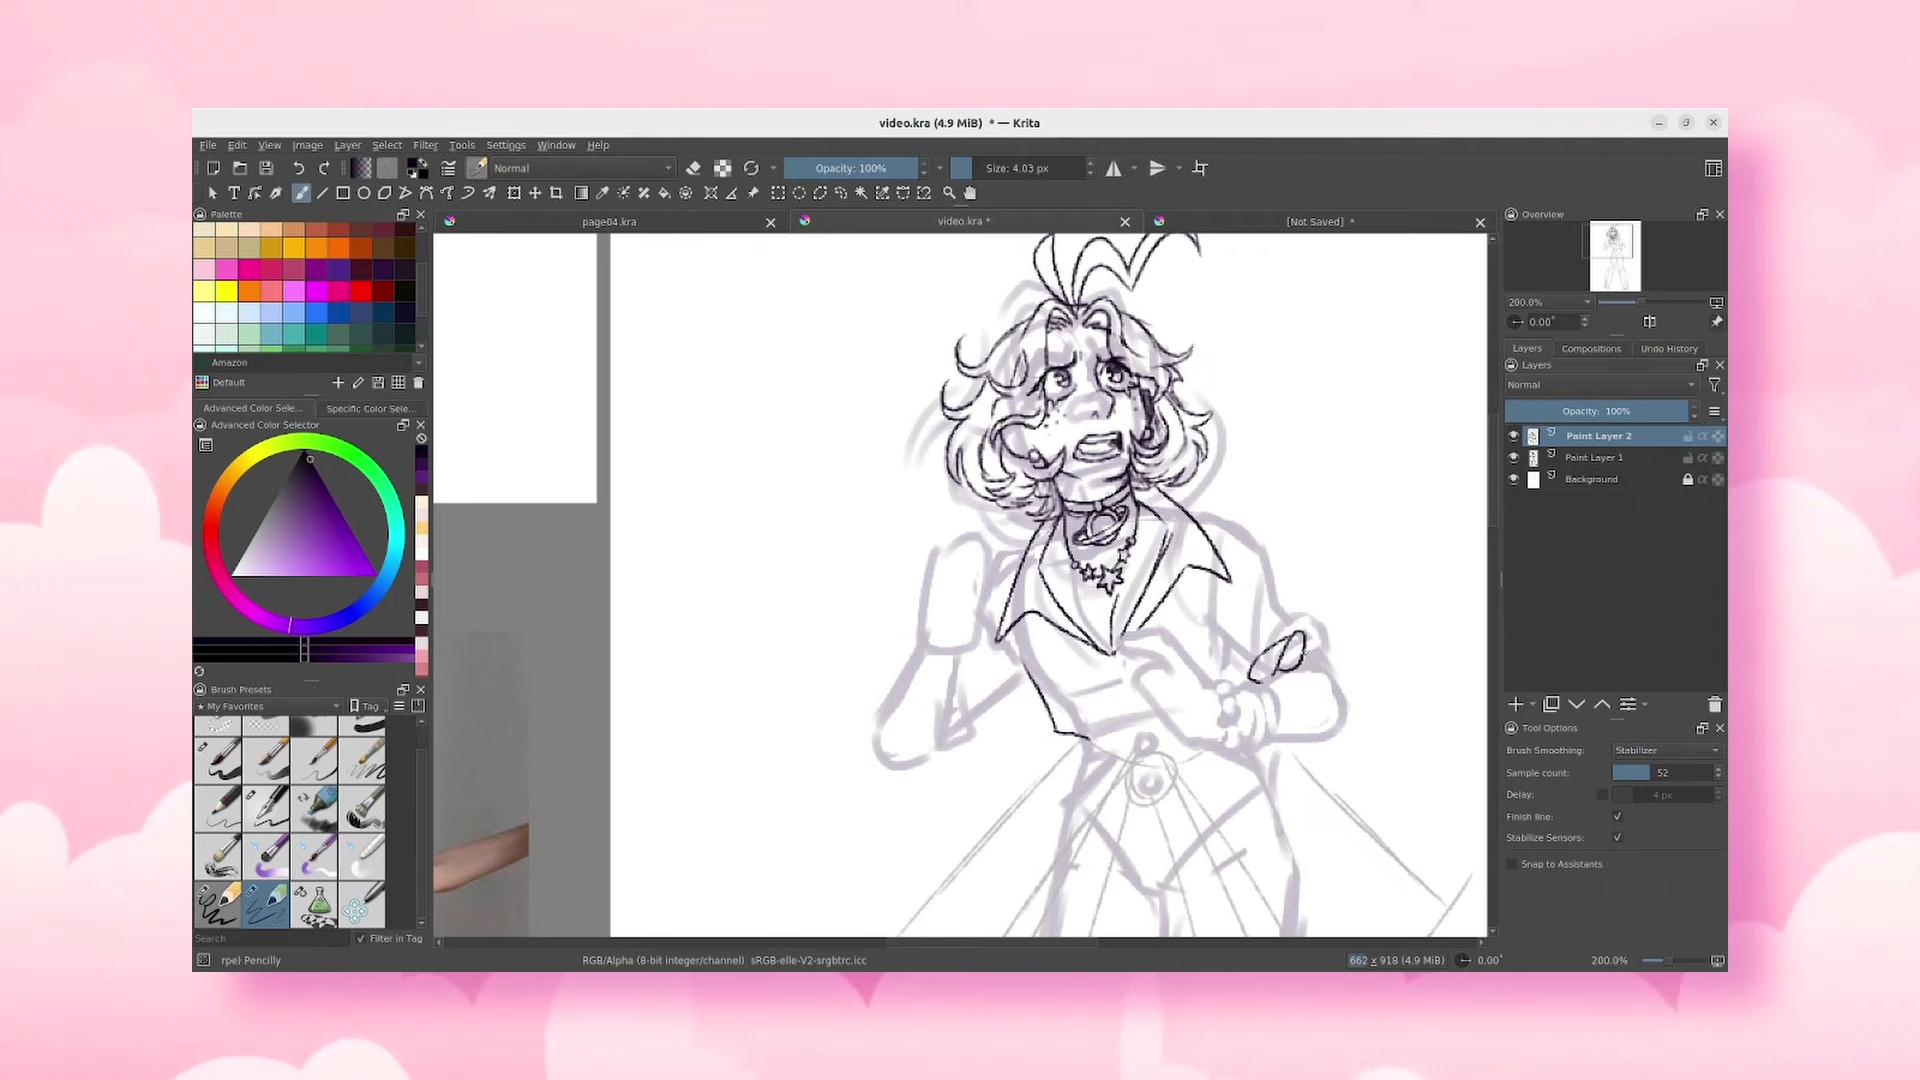 video.kra (4.9 MiB) * — Krita
File Edit View Image Layer Select Filter Tools Settings Window Help
Normal
Opacity: 100%
Size: 4.03 px
Palette
page04.kra
video.kra *
[Not Saved] *
Overview
200.0%
0.00°
Amazon
Default
Layers Compositions Undo History
Layers
Normal
Opacity: 100%
Advanced Color Sele... Specific Color Sele...
Advanced Color Selector
Paint Layer 2
Paint Layer 1
Background
Brush Presets
★ My Favorites
Tag
Tool Options
Brush Smoothing: Stabilizer
Sample count: 52
Delay: 4 px
Finish line:
Stabilize Sensors:
Snap to Assistants
Search
Filter in Tag
rpe) Pencilly
RGB/Alpha (8-bit integer/channel) sRGB-elle-V2-srgbtrc.icc
662 x 918 (4.9 MiB)
0.00°
200.0%